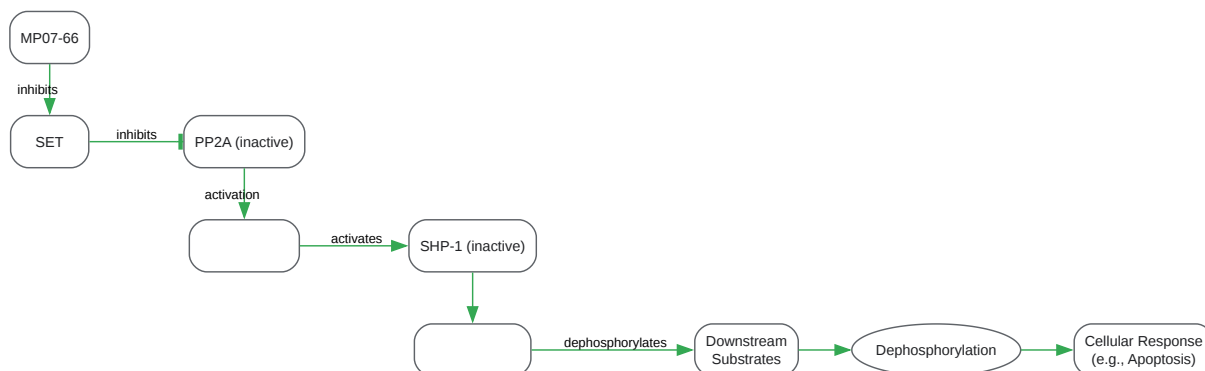 MP07-66
inhibits
SET
inhibits
PP2A (inactive)
activation
activates
SHP-1 (inactive)
dephosphorylates
Downstream
Substrates
Dephosphorylation
Cellular Response
(e.g., Apoptosis)